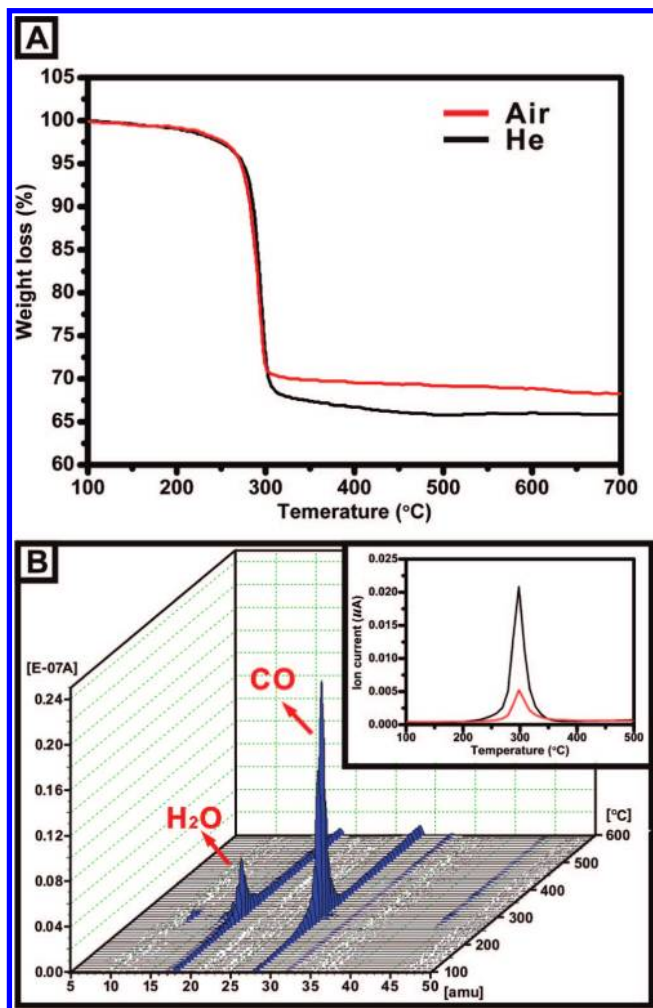 A
105
100
95
90
85
80
75
70
65
60
Weight loss (%)
Air
He
100 200 300 400 500 600 700
Temerature (°C)
B
[E-07A]
0.24
0.20
0.16
0.12
0.08
0.04
0.00
CO
H2O
5 10 15 20 25 30 35 40 45 50
[amu]
[°C]
600
500
400
300
200
100
Ion current (uA)
0.025
0.020
0.015
0.010
0.005
0.000
100 200 300 400 500
Temperature (°C)